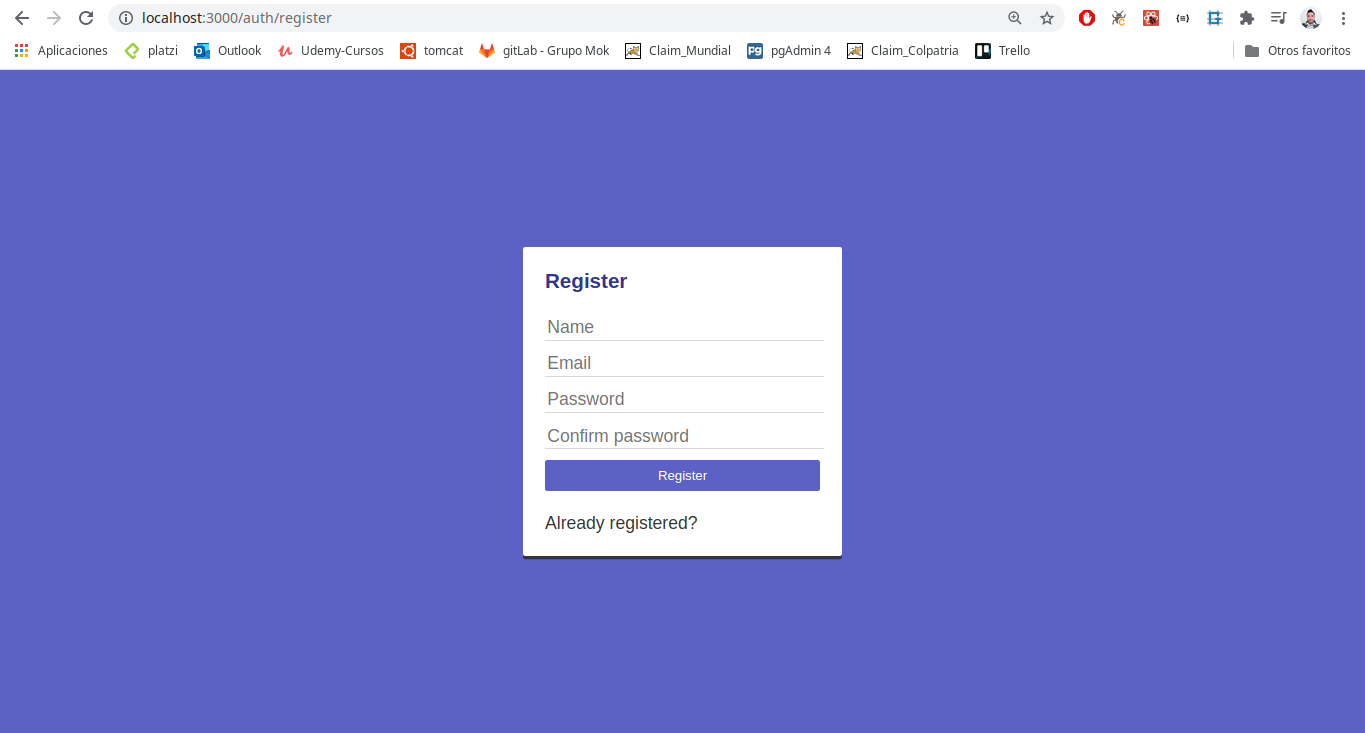 localhost:3000/auth/register
Aplicaciones platzi Outlook Udemy-Cursos tomcat gitLab - Grupo Mok Claim_Mundial pgAdmin 4 Claim_Colpatria Trello Otros favoritos
Register
Name
Email
Password
Confirm password
Register
Already registered?